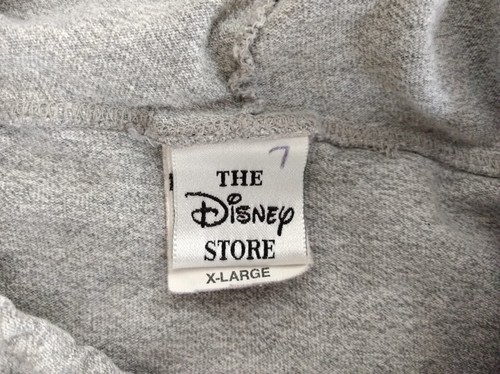 7
THE
Disney
STORE
X-LARGE